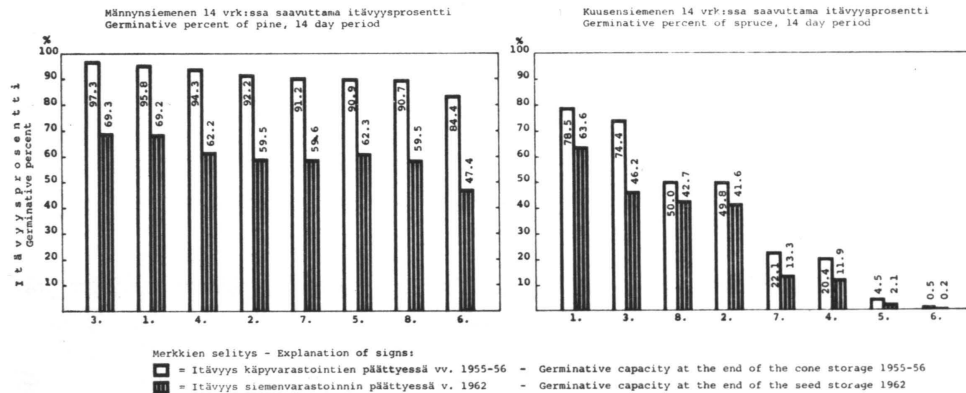 Männynsiemenen 14 vrk:ssa saavuttama itävyysprosentti
Germinative percent of pine, 14 day period
%
100
90
80
70
60
50
40
30
20
10
Itävyysprosentti
Germinative percent
97.3 69.3 95.8 69.2 94.3 62.2 92.2 59.5 91.2 59.6 90.9 62.3 90.7 59.5 84.4 47.4
3. 1. 4. 2. 7. 5. 8. 6.
Kuusensiemenen 14 vrk:ssa saavuttama itävyysprosentti
Germinative percent of spruce, 14 day period
%
100
90
80
70
60
50
40
30
20
10
78.5 63.6 74.4 46.2 50.0 42.7 49.8 41.6 22.1 13.3 20.4 11.9 4.5 2.1 0.5 0.2
1. 3. 8. 2. 7. 4. 5. 6.
Merkkien selitys - Explanation of signs:
= Itävyys käpyvarastointien päättyessä vv. 1955-56 - Germinative capacity at the end of the cone storage 1955-56
= Itävyys siemenvarastoinnin päättyessä v. 1962 - Germinative capacity at the end of the seed storage 1962